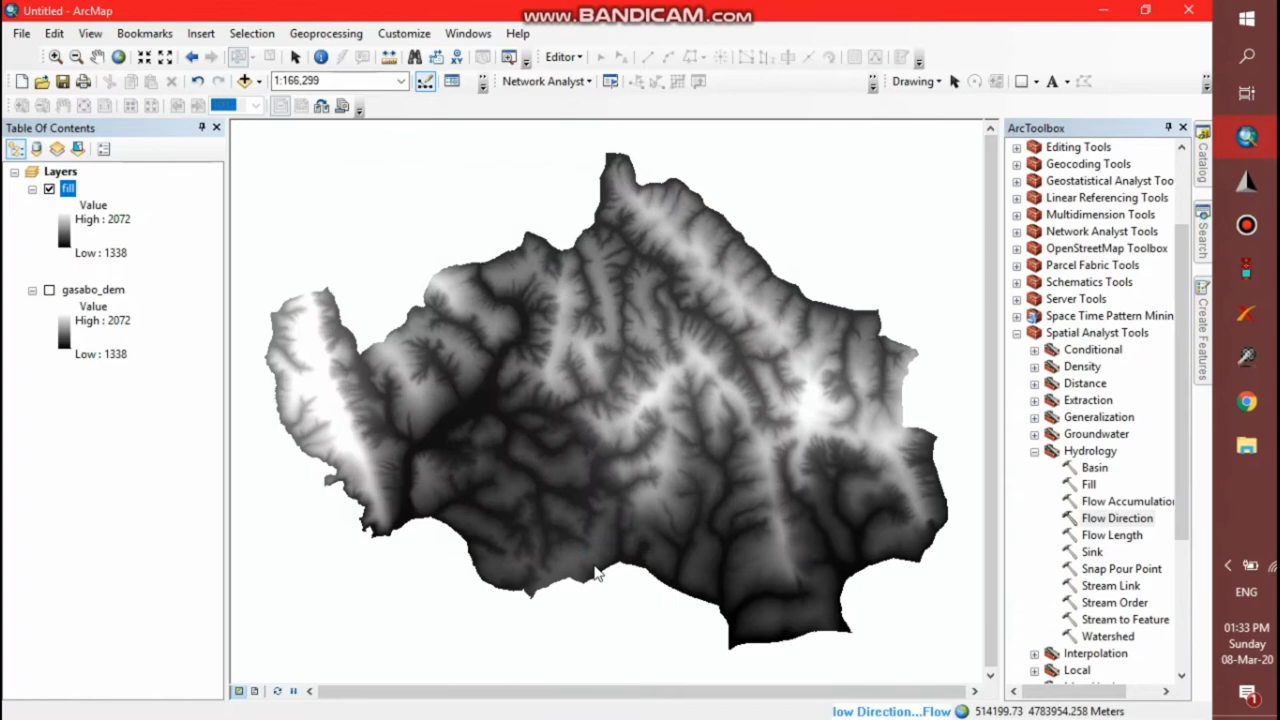 Untitled - ArcMap
www.BANDICAM.com
File Edit View Bookmarks Insert Selection Geoprocessing Customize Windows Help
Editor
1:166,299
Network Analyst
Drawing
A
Table Of Contents
Layers
fill
Value
High : 2072
Low : 1338
gasabo_dem
Value
High : 2072
Low : 1338
ArcToolbox
Editing Tools
Geocoding Tools
Geostatistical Analyst Too
Linear Referencing Tools
Multidimension Tools
Network Analyst Tools
OpenStreetMap Toolbox
Parcel Fabric Tools
Schematics Tools
Server Tools
Space Time Pattern Minin
Spatial Analyst Tools
Conditional
Density
Distance
Extraction
Generalization
Groundwater
Hydrology
Basin
Fill
Flow Accumulatio
Flow Direction
Flow Length
Sink
Snap Pour Point
Stream Link
Stream Order
Stream to Feature
Watershed
Interpolation
Local
Catalog
Search
Create Features
low Direction...Flow
514199.73 4783954.258 Meters
ENG
01:33 PM
Sunday
08-Mar-20
1